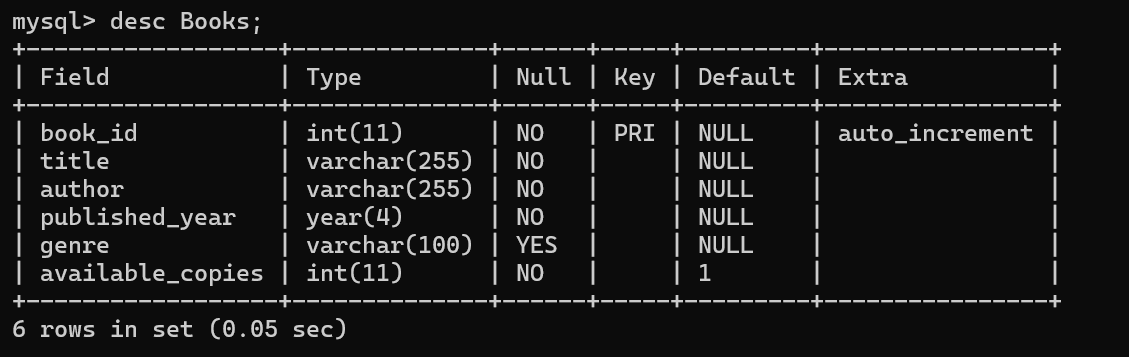 mysql> desc Books;
+------------------+--------------+------+-----+---------+----------------+
| Field            | Type         | Null | Key | Default | Extra          |
+------------------+--------------+------+-----+---------+----------------+
| book_id          | int(11)      | NO   | PRI | NULL    | auto_increment |
| title            | varchar(255) | NO   |     | NULL    |                |
| author           | varchar(255) | NO   |     | NULL    |                |
| published_year   | year(4)      | NO   |     | NULL    |                |
| genre            | varchar(100) | YES  |     | NULL    |                |
| available_copies | int(11)      | NO   |     | 1       |                |
+------------------+--------------+------+-----+---------+----------------+
6 rows in set (0.05 sec)